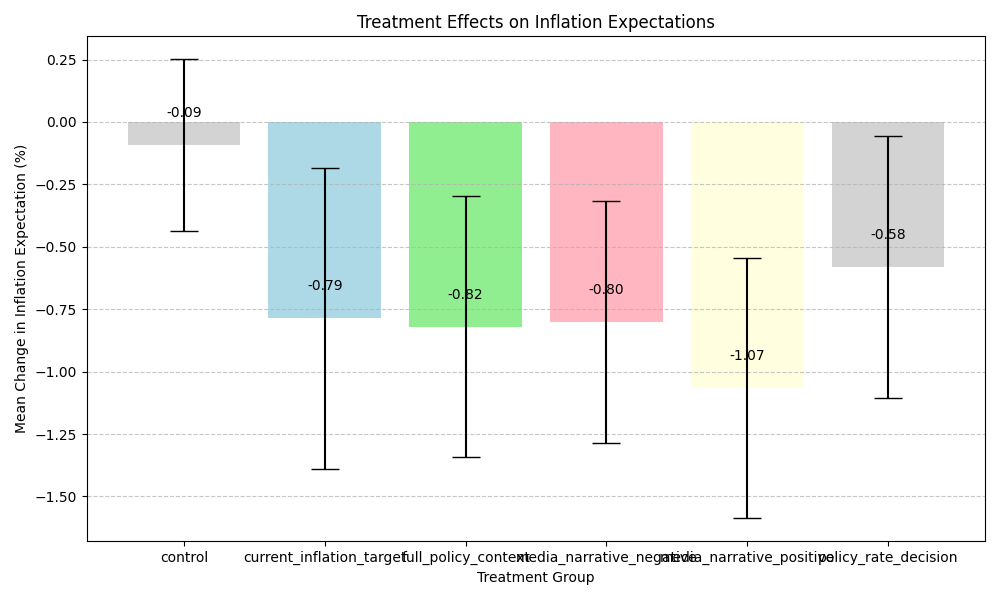 Treatment Effects on Inflation Expectations
Mean Change in Inflation Expectation (%)
0.25
0.00
−0.25
−0.50
−0.75
−1.00
−1.25
−1.50
-0.09
-0.79
-0.82
-0.80
-1.07
-0.58
control
current_inflation_target
full_policy_context
media_narrative_negative
media_narrative_positive
policy_rate_decision
Treatment Group